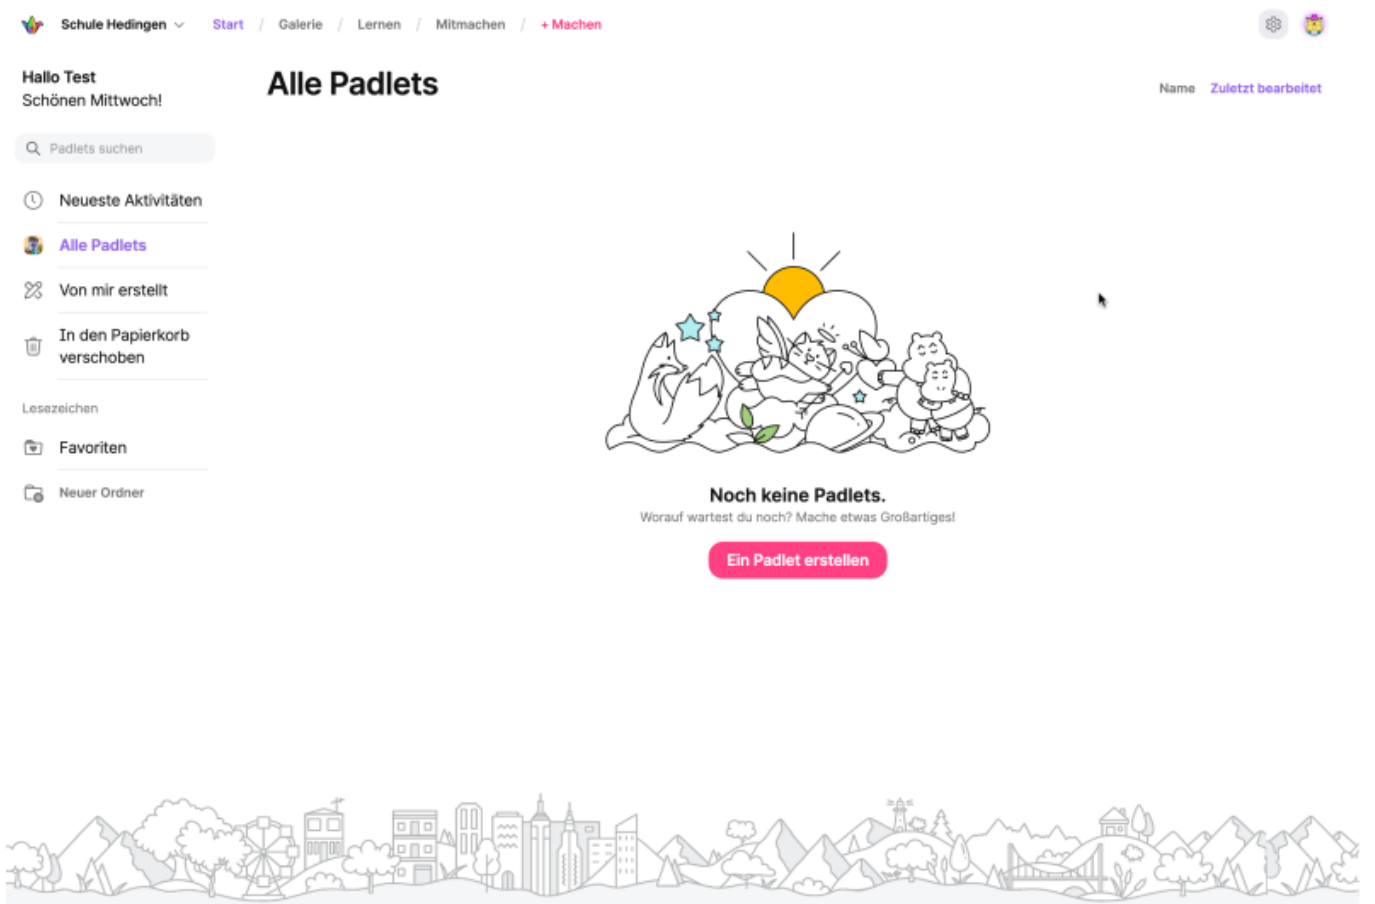 Schule Hedingen
Start / Galerie / Lernen / Mitmachen / + Machen
Hallo Test
Schönen Mittwoch!
Padlets suchen
Neueste Aktivitäten
Alle Padlets
Von mir erstellt
In den Papierkorb
verschoben
Lesezeichen
Favoriten
Neuer Ordner
Alle Padlets
Name Zuletzt bearbeitet
Noch keine Padlets.
Worauf wartest du noch? Mache etwas Großartiges!
Ein Padlet erstellen